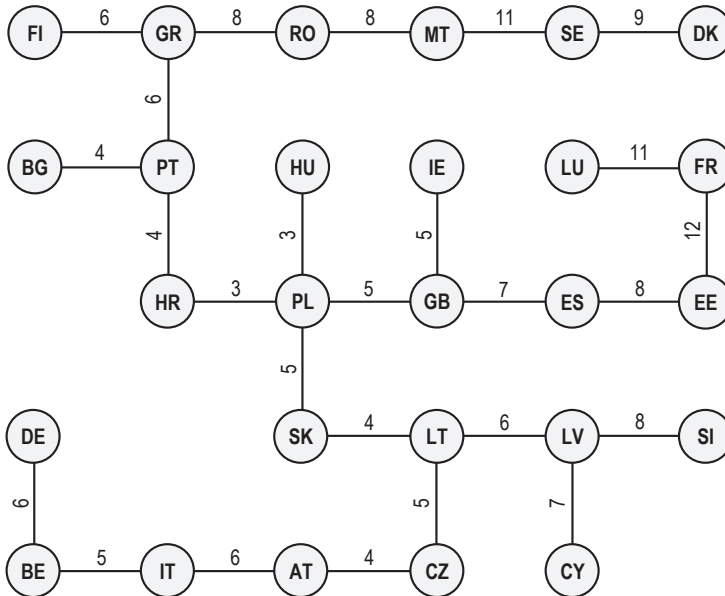 FI 6 GR 8 RO 8 MT 11 SE 9 DK
6
BG 4 PT HU IE LU 11 FR
4 3 5 12
HR 3 PL 5 GB 7 ES 8 EE
5
DE SK 4 LT 6 LV 8 SI
6 5 7
BE 5 IT 6 AT 4 CZ CY